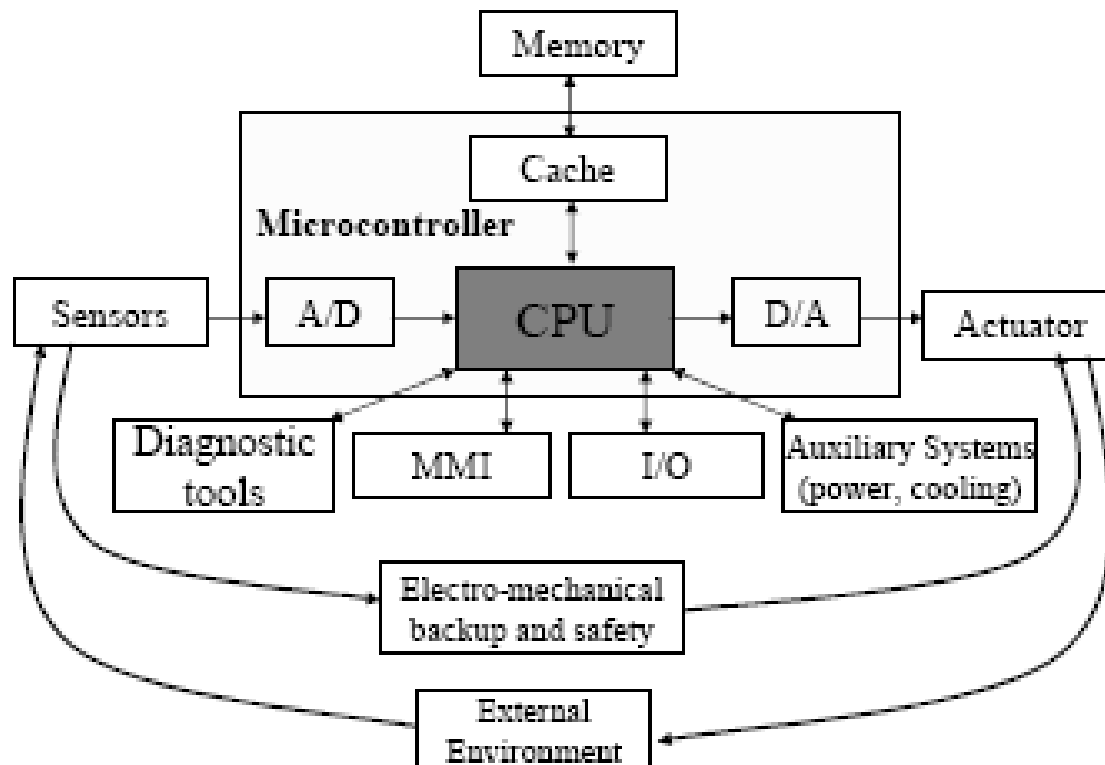 Memory
Cache
Microcontroller
Sensors
A/D
CPU
D/A
Actuator
Diagnostic
tools
MMI
I/O
Auxiliary Systems
(power, cooling)
Electro-mechanical
backup and safety
External
Environment